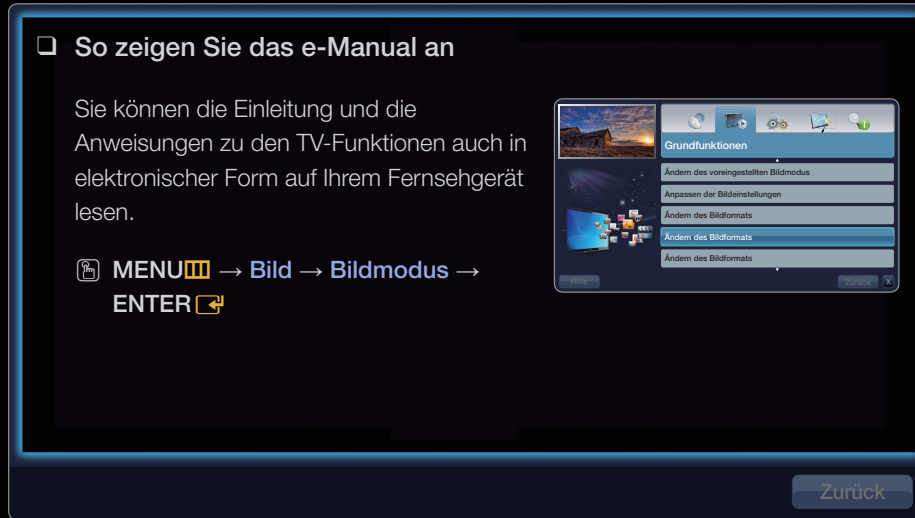 So zeigen Sie das e-Manual an
Sie können die Einleitung und die
Anweisungen zu den TV-Funktionen auch in
elektronischer Form auf Ihrem Fernsehgerät
lesen.
MENU → Bild → Bildmodus →
ENTER
Grundfunktionen
Ändern des voreingestellten Bildmodus
Anpassen der Bildeinstellungen
Ändern des Bildformats
Ändern des Bildformats
Ändern des Bildformats
Hilfe
Zurück X
Zurück